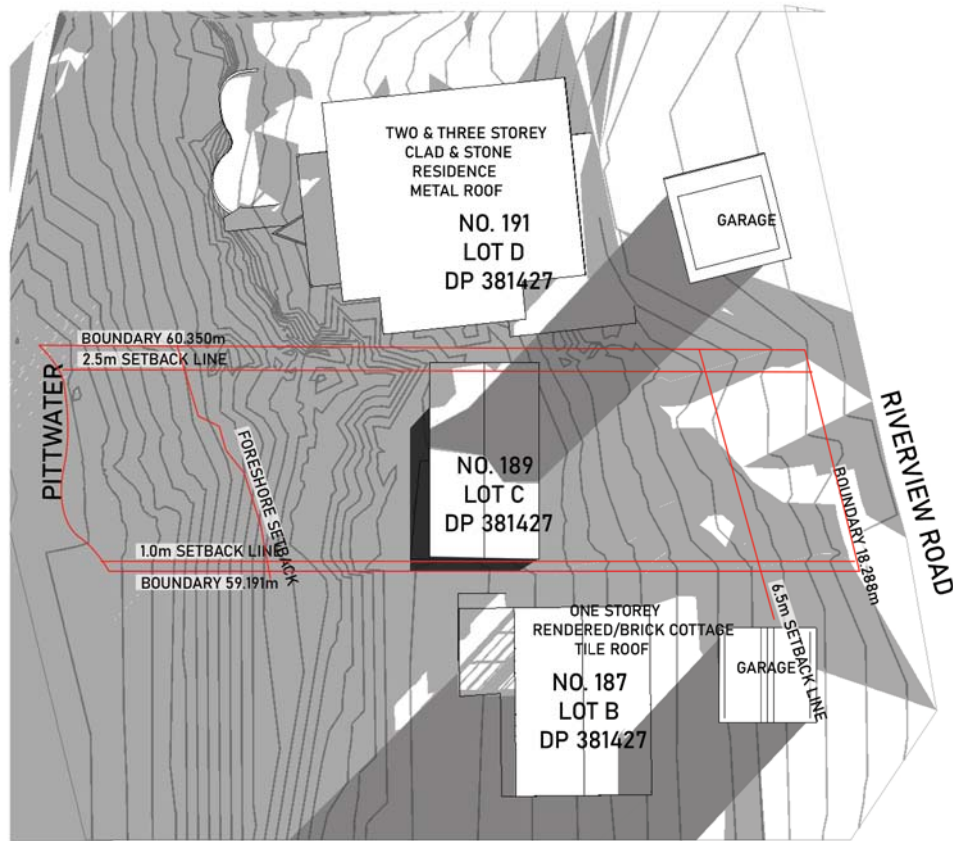 TWO & THREE STOREY
CLAD & STONE
RESIDENCE
METAL ROOF
NO. 191
LOT D
DP 381427
GARAGE
BOUNDARY 60.350m
2.5m SETBACK LINE
PITTWATER
FORESHORE SETBACK
NO. 189
LOT C
DP 381427
RIVERVIEW ROAD
BOUNDARY 18.288m
1.0m SETBACK LINE
BOUNDARY 59.191m
6.5m SETBACK LINE
ONE STOREY
RENDERED/BRICK COTTAGE
TILE ROOF
NO. 187
LOT B
DP 381427
GARAGE